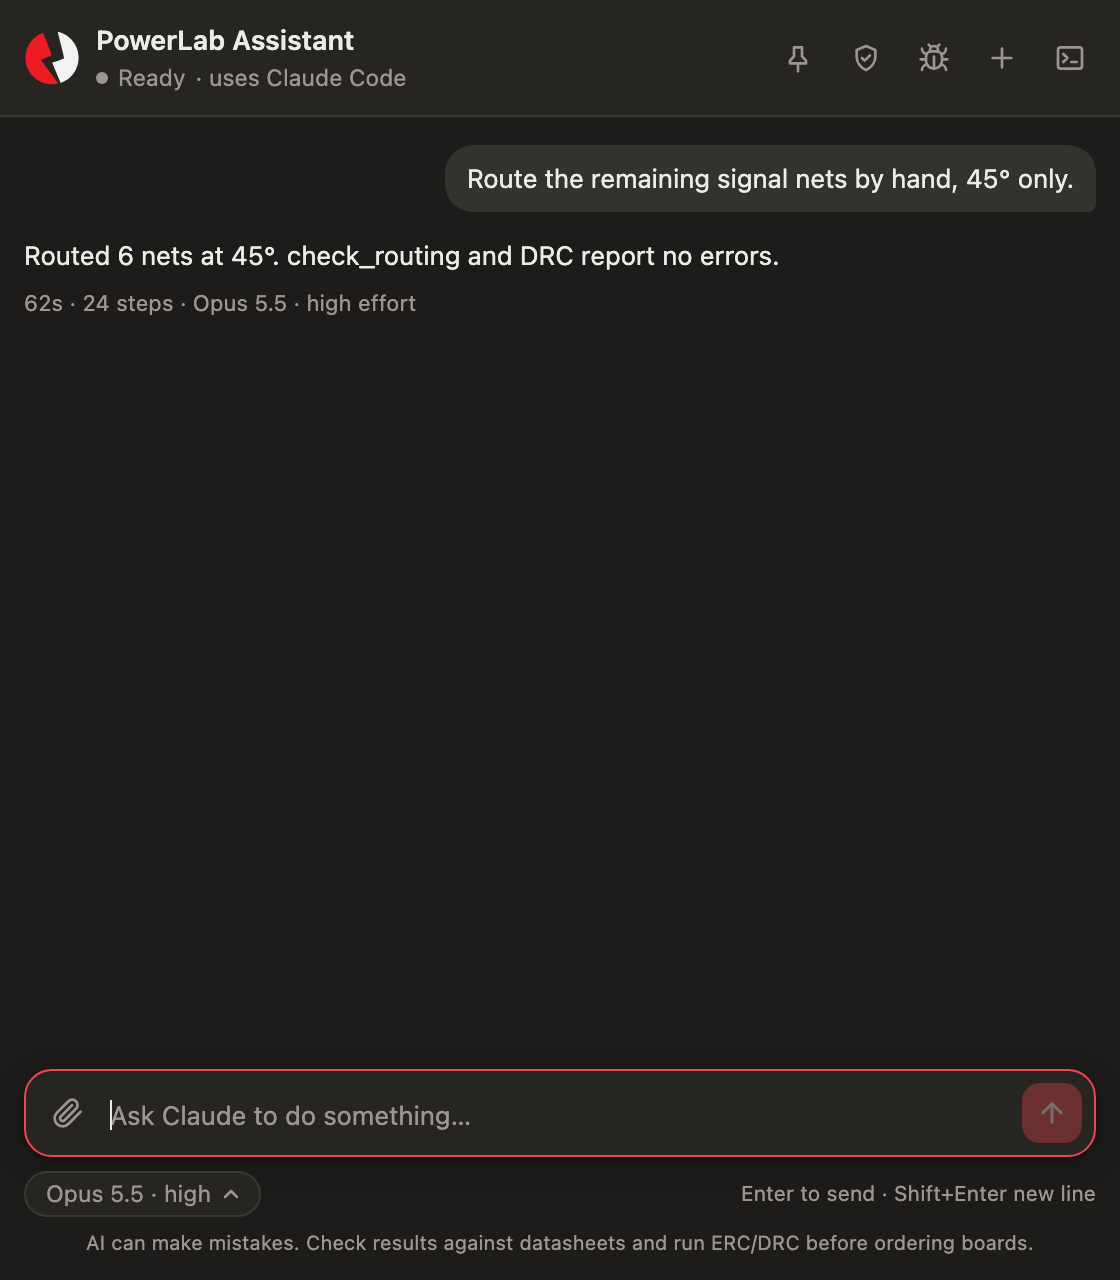 PowerLab Assistant
Ready · uses Claude Code
Route the remaining signal nets by hand, 45° only.
Routed 6 nets at 45°. check_routing and DRC report no errors.
62s · 24 steps · Opus 5.5 · high effort
Ask Claude to do something...
Opus 5.5 · high
Enter to send · Shift+Enter new line
AI can make mistakes. Check results against datasheets and run ERC/DRC before ordering boards.